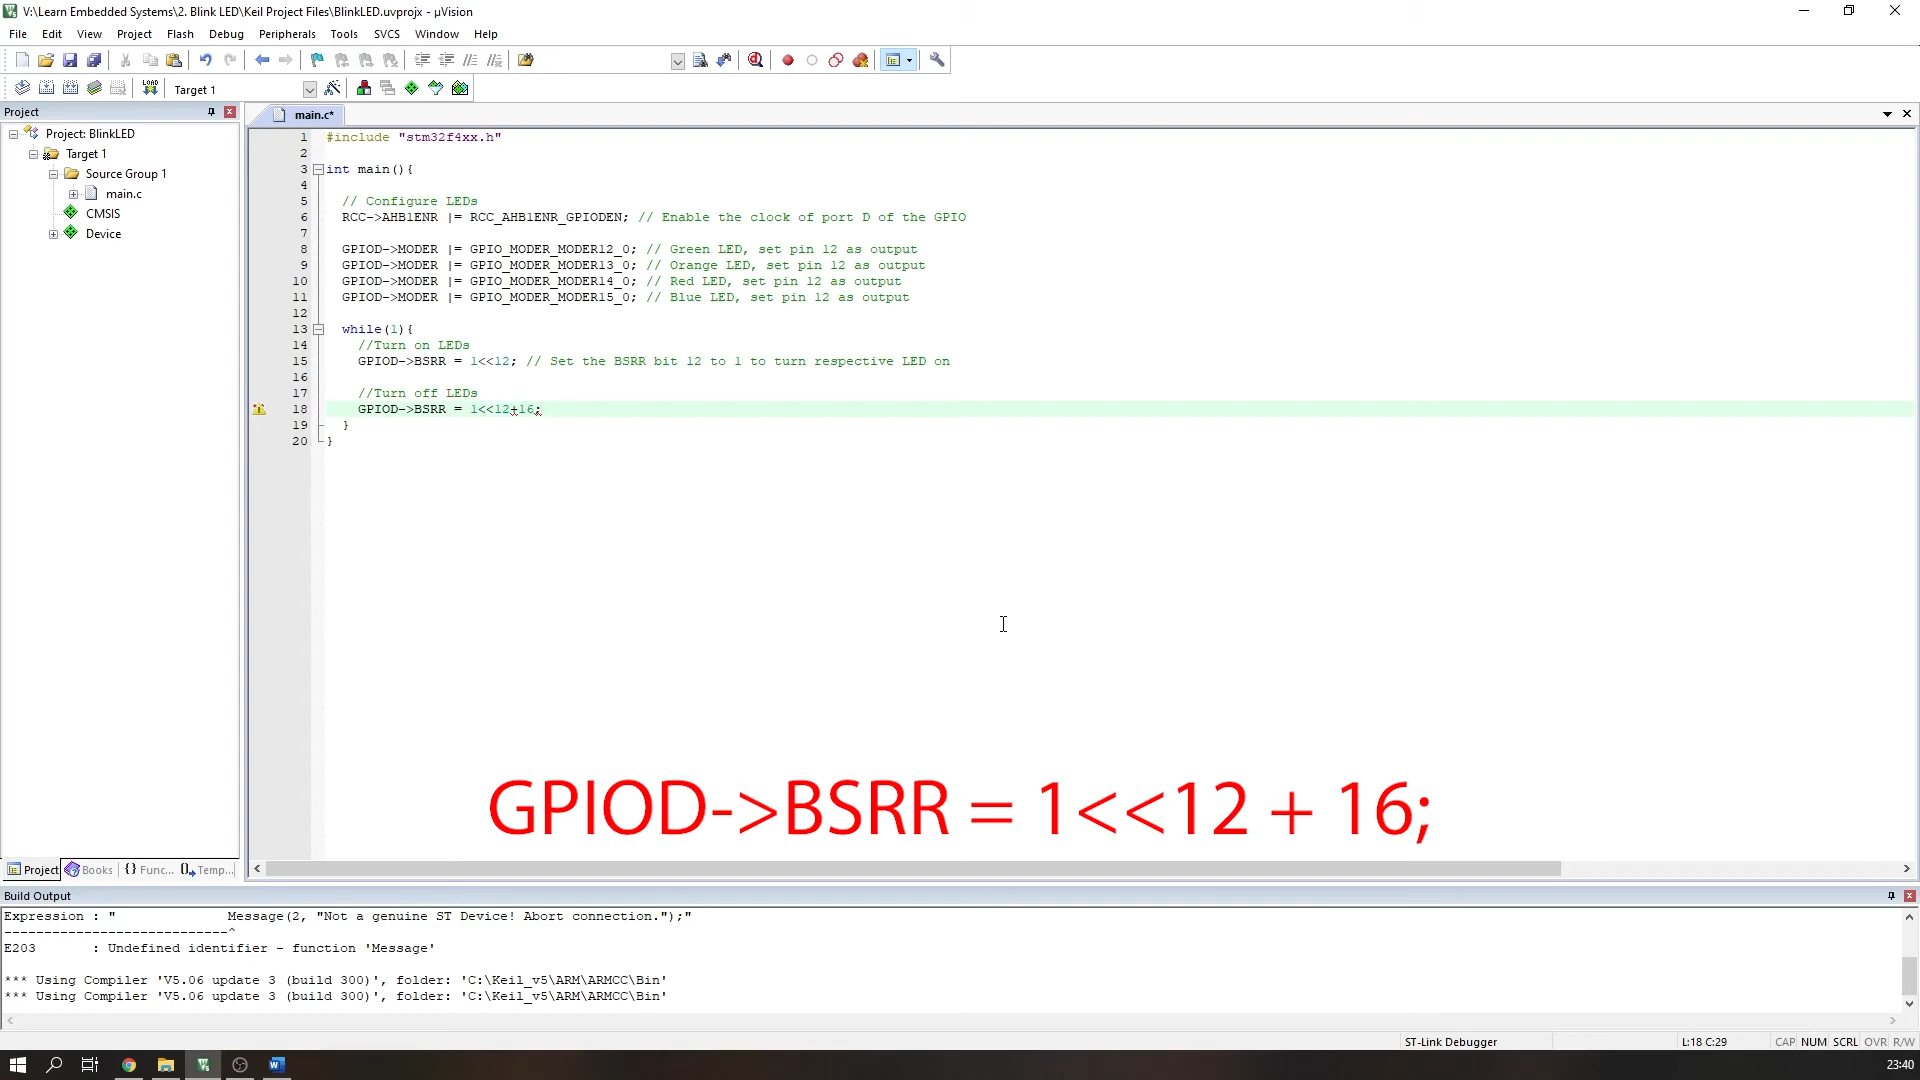 V:\Learn Embedded Systems\2. Blink LED\Keil Project Files\BlinkLED.uvprojx - µVision
File Edit View Project Flash Debug Peripherals Tools SVCS Window Help
LOAD Target 1
Project
Project: BlinkLED
Target 1
Source Group 1
main.c
CMSIS
Device
main.c*
1 #include "stm32f4xx.h"
2
3 int main(){
4
5 // Configure LEDs
6 RCC->AHB1ENR |= RCC_AHB1ENR_GPIODEN; // Enable the clock of port D of the GPIO
7
8 GPIOD->MODER |= GPIO_MODER_MODER12_0; // Green LED, set pin 12 as output
9 GPIOD->MODER |= GPIO_MODER_MODER13_0; // Orange LED, set pin 12 as output
10 GPIOD->MODER |= GPIO_MODER_MODER14_0; // Red LED, set pin 12 as output
11 GPIOD->MODER |= GPIO_MODER_MODER15_0; // Blue LED, set pin 12 as output
12
13 while(1){
14 //Turn on LEDs
15 GPIOD->BSRR = 1<<12; // Set the BSRR bit 12 to 1 to turn respective LED on
16
17 //Turn off LEDs
18 GPIOD->BSRR = 1<<12+16;
19 }
20 }
GPIOD->BSRR = 1<<12 + 16;
Project Books {} Func... Temp...
Build Output
Expression : " Message(2, "Not a genuine ST Device! Abort connection.");"
----------------------------^
E203 : Undefined identifier - function 'Message'
*** Using Compiler 'V5.06 update 3 (build 300)', folder: 'C:\Keil_v5\ARM\ARMCC\Bin'
*** Using Compiler 'V5.06 update 3 (build 300)', folder: 'C:\Keil_v5\ARM\ARMCC\Bin'
ST-Link Debugger L:18 C:29 CAP NUM SCRL OVR R/W
23:40